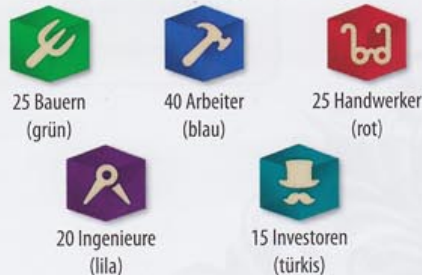 25 Bauern
(grün)
40 Arbeiter
(blau)
25 Handwerker
(rot)
20 Ingenieure
(lila)
15 Investoren
(türkis)